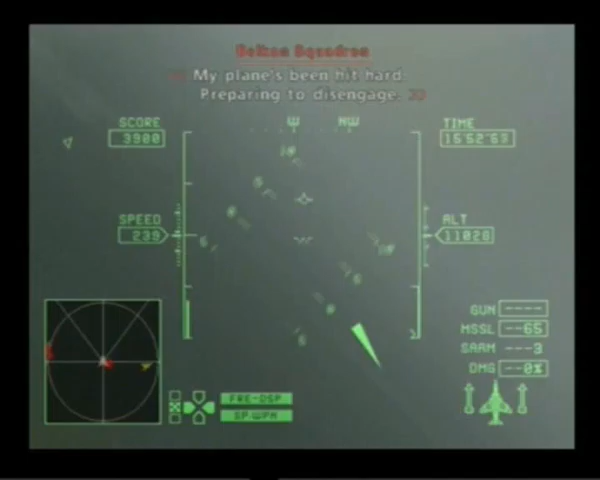 Belkan Squadron
<< My plane's been hit hard.
Preparing to disengage. >>
W NW
SCORE
3900
TIME
15'52"63
SPEED
239
ALT
11028
GUN ----
MSSL --65
SAAM ---3
DMG --0%
FRE-DSP
SP.WPN